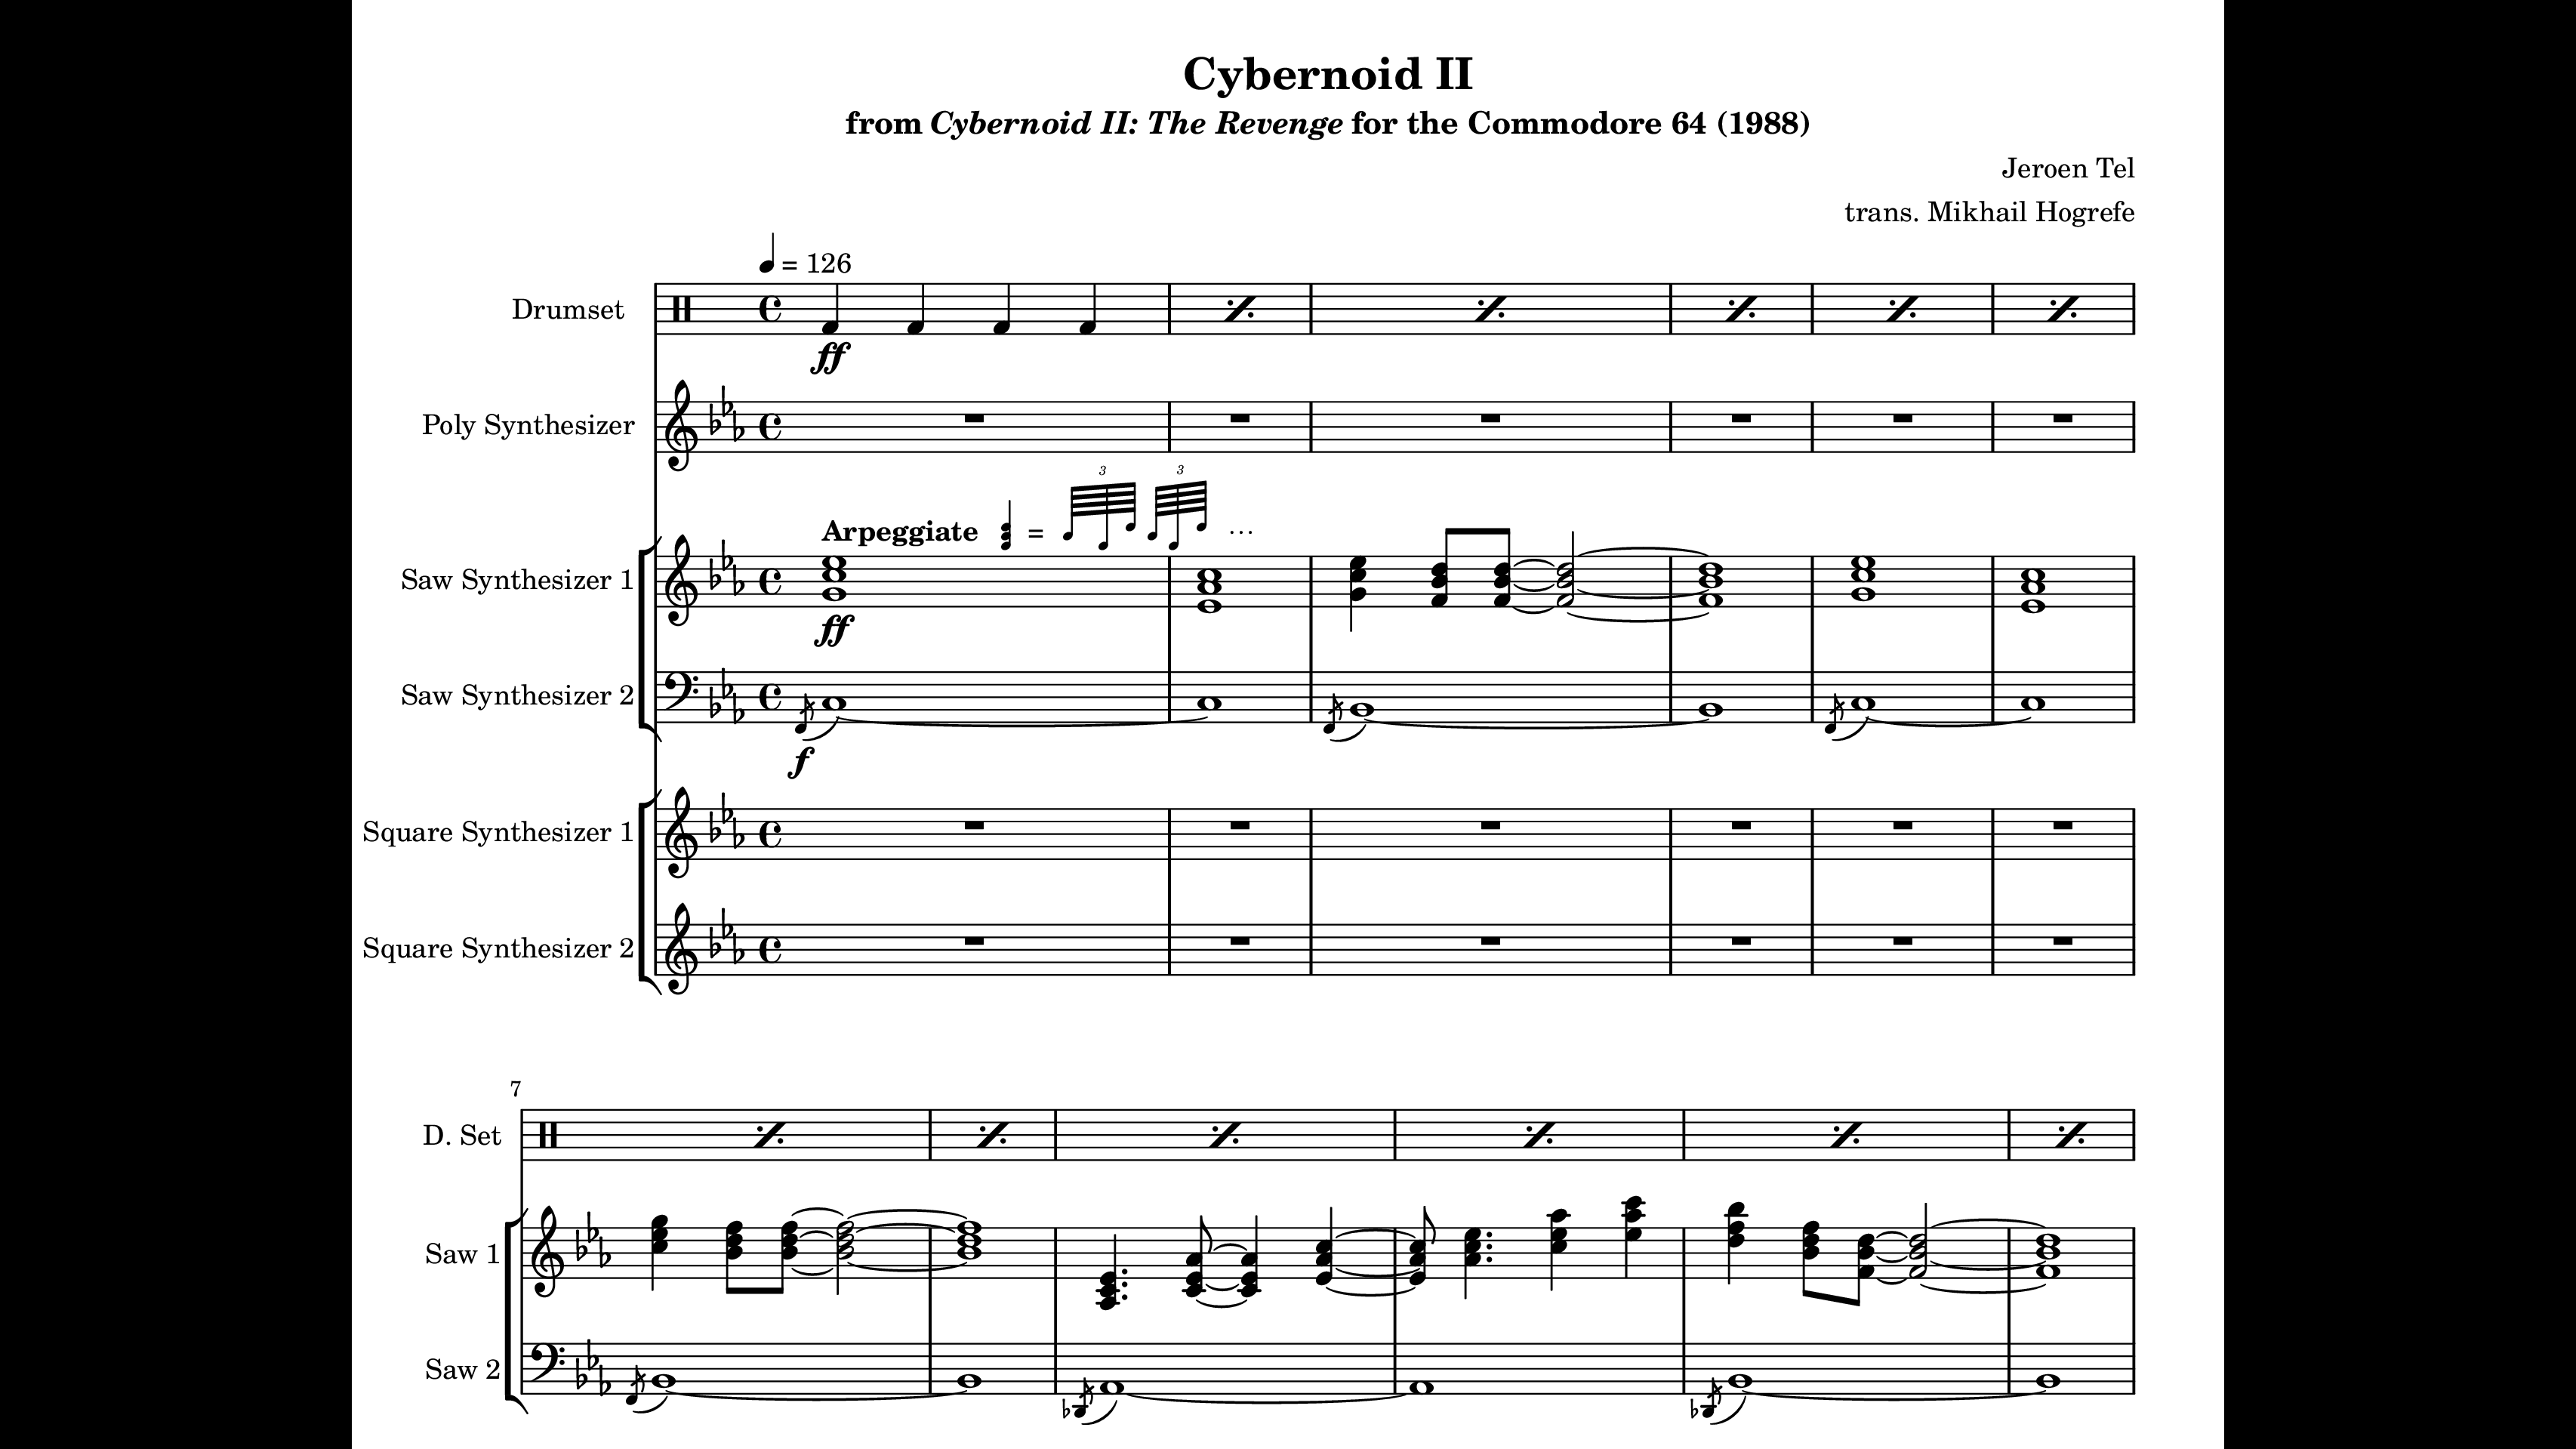 Cybernoid II
from Cybernoid II: The Revenge for the Commodore 64 (1988)
Jeroen Tel
trans. Mikhail Hogrefe
= 126
Drumset
ff
Poly Synthesizer
3 3
Arpeggiate = ...
Saw Synthesizer 1
ff
Saw Synthesizer 2
f
Square Synthesizer 1
Square Synthesizer 2
7
D. Set
Saw 1
Saw 2